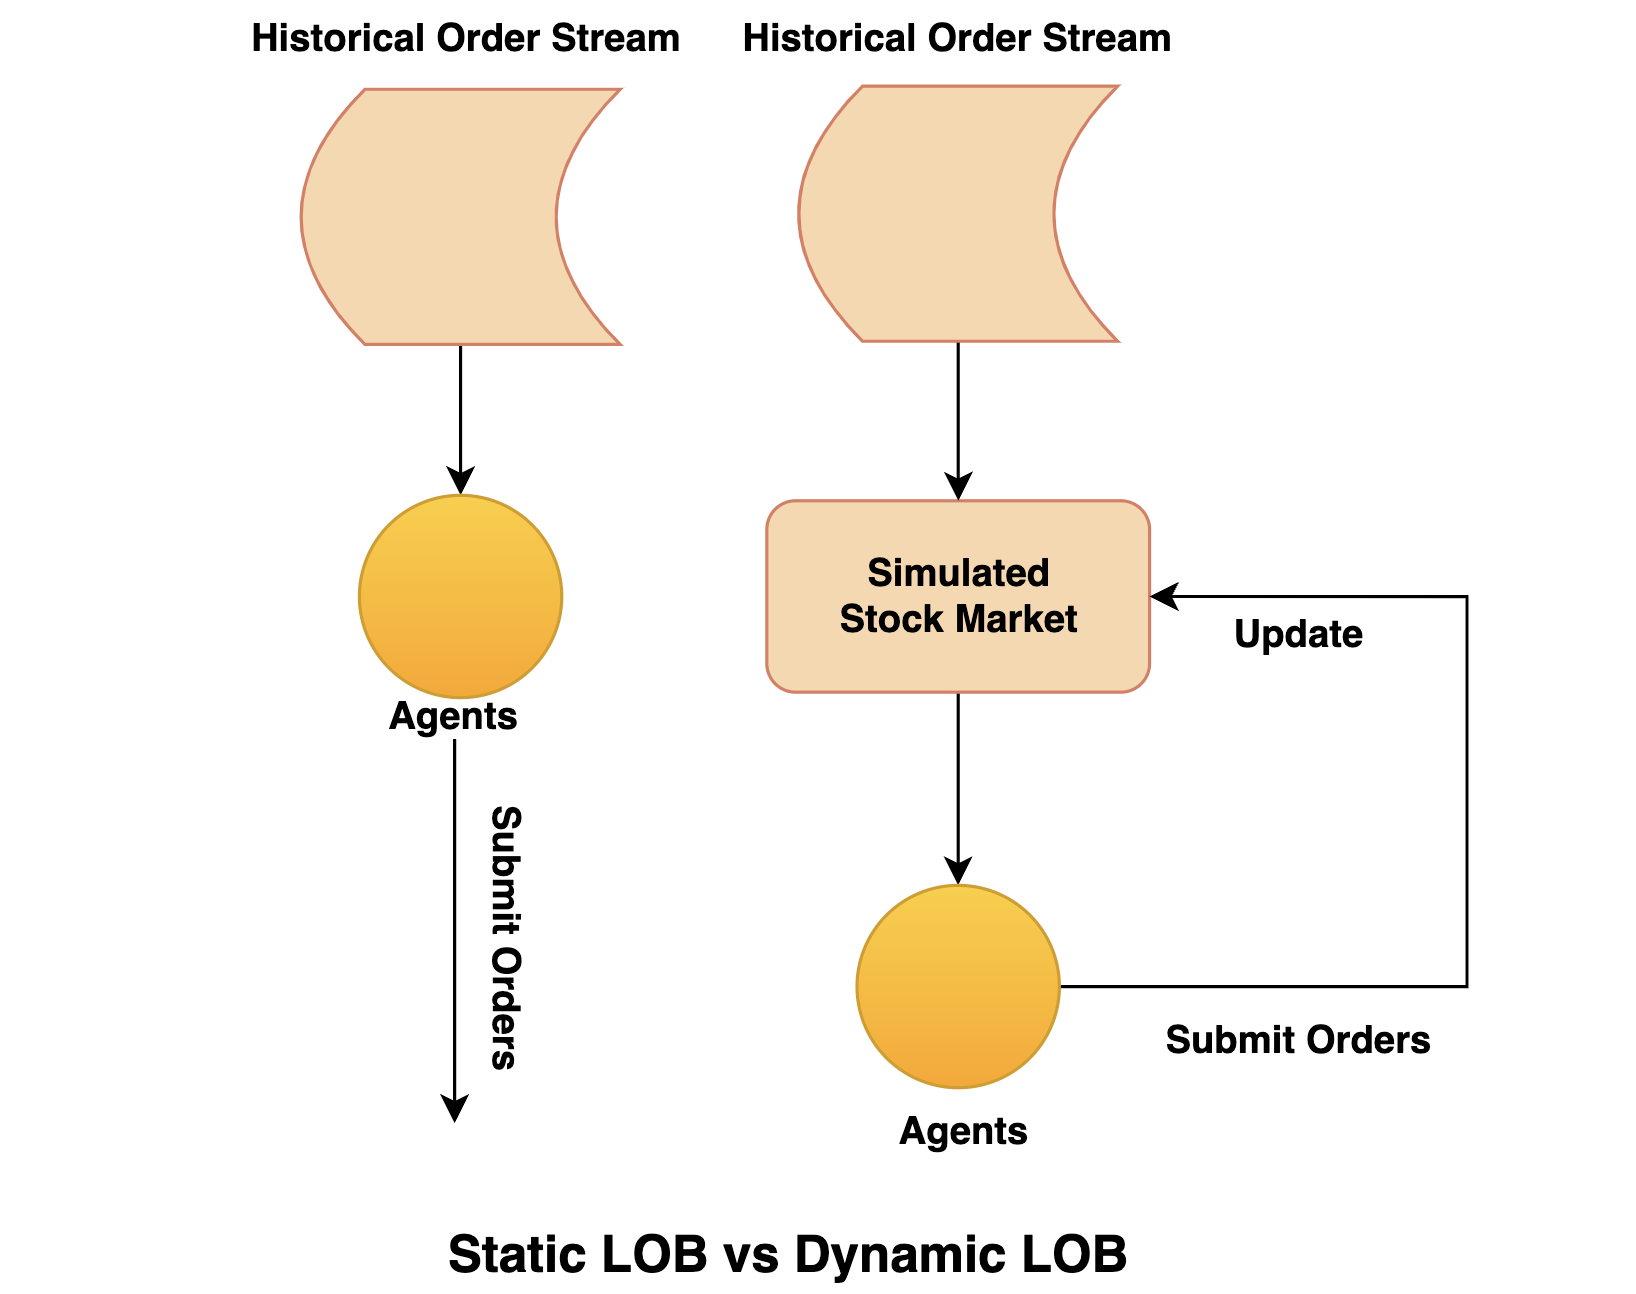 Historical Order Stream
Historical Order Stream
Simulated
Stock Market
Update
Agents
Submit Orders
Submit Orders
Agents
Static LOB vs Dynamic LOB